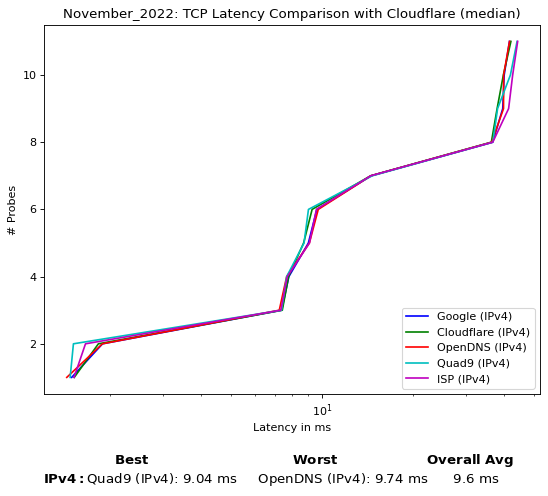 November_2022: TCP Latency Comparison with Cloudflare (median)
10
8
6
4
2
# Probes
Google (IPv4)
Cloudflare (IPv4)
OpenDNS (IPv4)
Quad9 (IPv4)
ISP (IPv4)
10¹
Latency in ms
Best Worst Overall Avg
IPv4: Quad9 (IPv4): 9.04 ms OpenDNS (IPv4): 9.74 ms 9.6 ms